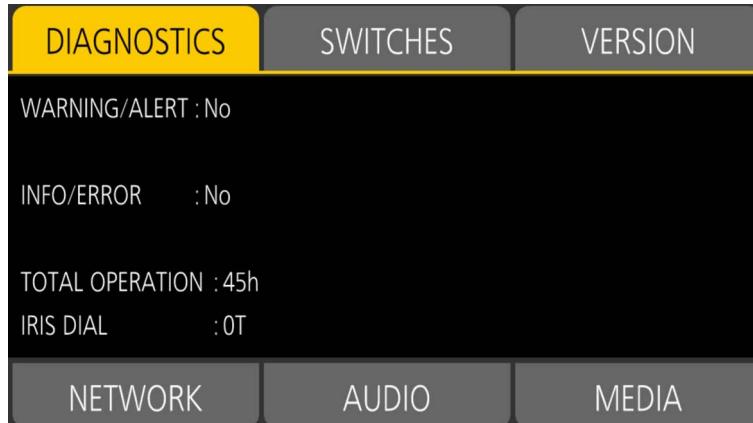 DIAGNOSTICS SWITCHES VERSION
WARNING/ALERT : No
INFO/ERROR : No
TOTAL OPERATION : 45h
IRIS DIAL : 0T
NETWORK AUDIO MEDIA